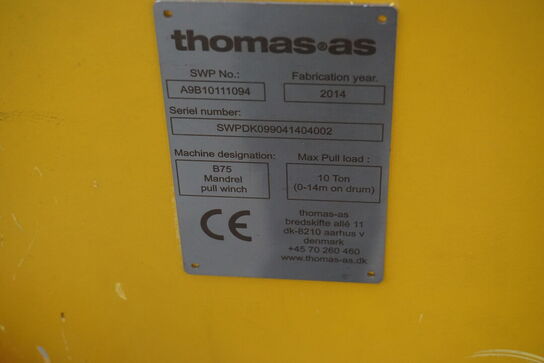 thomas®as
SWP No.: Fabrication year.
A9B10111094 2014
Seriel number:
SWPDK099041404002
Machine designation: Max Pull load :
B75
Mandrel
pull winch
10 Ton
(0-14m on drum)
CE
thomas-as
bredskifte allé 11
dk-8210 aarhus v
denmark
+45 70 260 460
www.thomas-as.dk